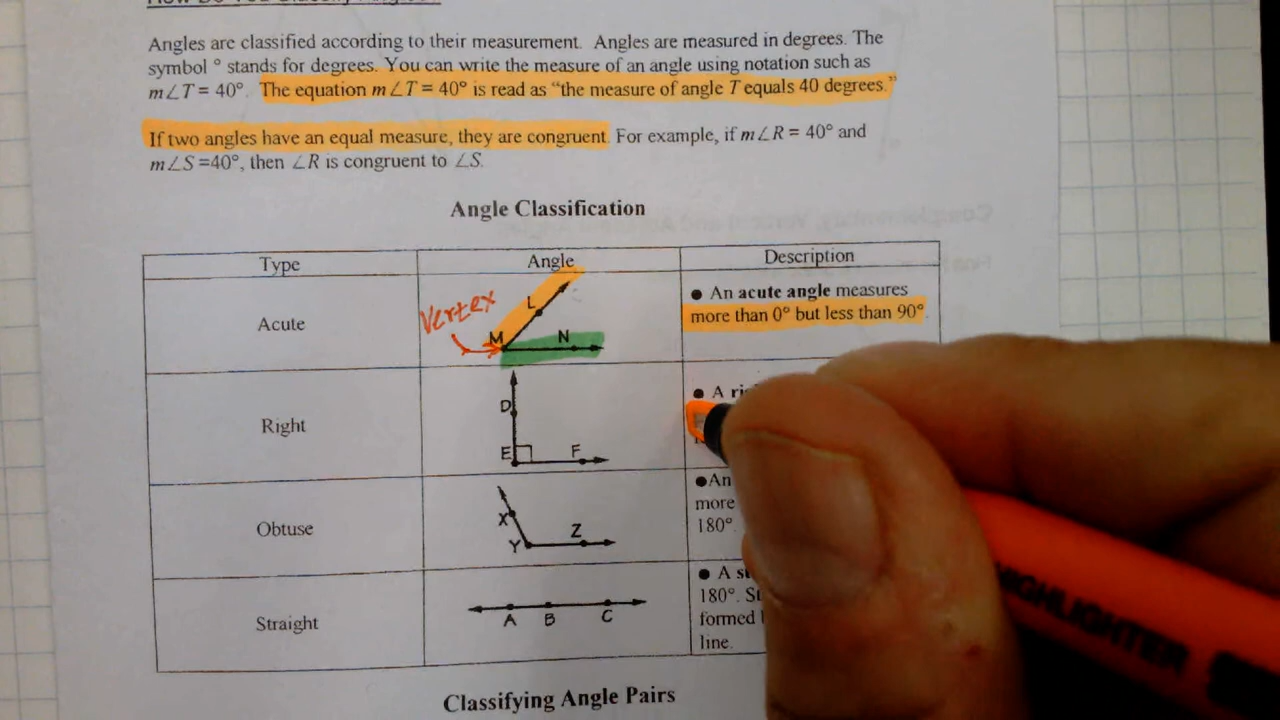 Angles are classified according to their measurement. Angles are measured in degrees. The
symbol ° stands for degrees. You can write the measure of an angle using notation such as
m∠T = 40°. The equation m∠T = 40° is read as “the measure of angle T equals 40 degrees.”
If two angles have an equal measure, they are congruent. For example, if m∠R = 40° and
m∠S =40°, then ∠R is congruent to ∠S.
Angle Classification
Type Angle Description
Acute
Vertex
L
M N
● An acute angle measures
more than 0° but less than 90°.
Right
D
E F
● A
Obtuse
X
Y Z
●An
more
180°.
Straight
A B C
● A
180°.
formed
line.
Classifying Angle Pairs
HIGHLIGHTER